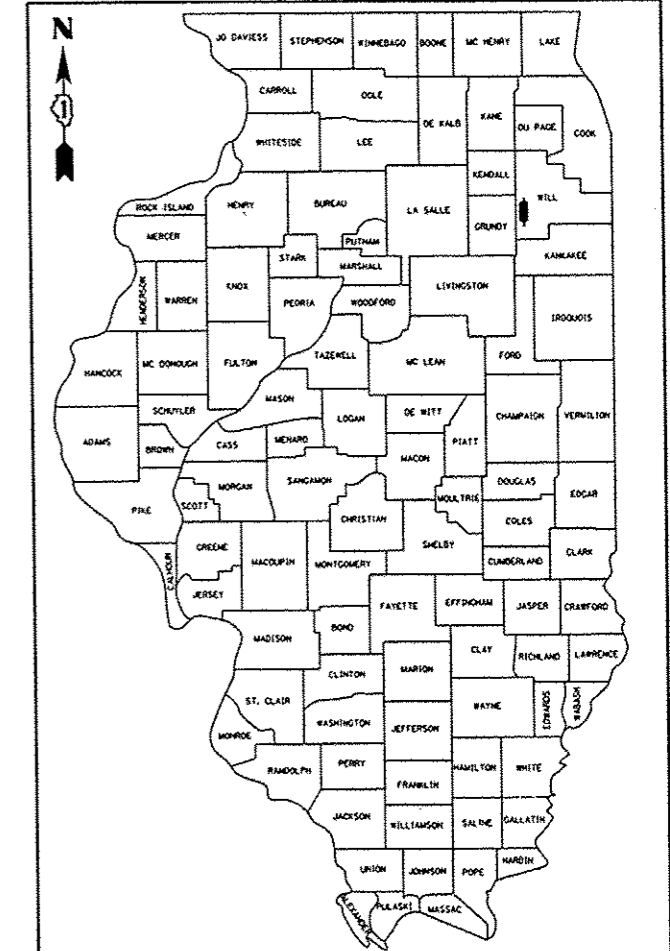 N
JO DAVIESS
STEPHENSON
WINNEBAGO
BOONE
MC HENRY
LAKE
CARROLL
OGLE
DE KALB
KANE
DU PAGE
COOK
WHITESIDE
LEE
KENDALL
WILL
ROCK ISLAND
HENRY
BUREAU
LA SALLE
GRUNDY
MERCER
PUTNAM
KANKAKEE
STARK
MARSHALL
HENDERSON
WARREN
KNOX
PEORIA
WOODFORD
LIVINGSTON
IROQUOIS
HANCOCK
MC DONOUGH
FULTON
TAZEWELL
MC LEAN
FORD
MASON
SCHUYLER
LOGAN
DE WITT
CHAMPAIGN
VERMILION
ADAMS
BROWN
CASS
MENARD
PIATT
MACON
PIKE
SCOTT
MORGAN
SANGAMON
MOULTRIE
DOUGLAS
EDGAR
CHRISTIAN
COLES
CALHOUN
GREENE
MACOUPIN
MONTGOMERY
SHELBY
CUMBERLAND
CLARK
JERSEY
FAYETTE
EFFINGHAM
JASPER
CRAWFORD
MADISON
BOND
CLAY
RICHLAND
LAWRENCE
CLINTON
MARION
ST. CLAIR
WAYNE
EDWARDS
WABASH
MONROE
WASHINGTON
JEFFERSON
RANDOLPH
PERRY
HAMILTON
WHITE
FRANKLIN
JACKSON
WILLIAMSON
SALINE
GALLATIN
UNION
JOHNSON
POPE
HARDIN
ALEXANDER
PULASKI
MASSAC